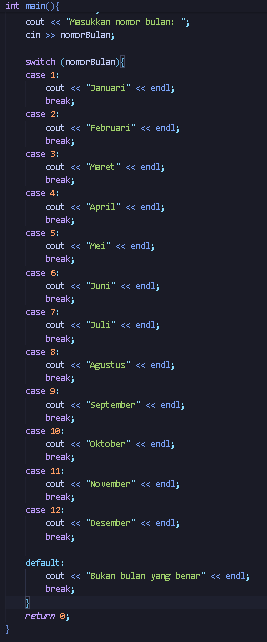 int main(){
cout << "Masukkan nomor bulan: ";
cin >> nomorBulan;
switch (nomorBulan){
case 1:
cout << "Januari" << endl;
break;
case 2:
cout << "Februari" << endl;
break;
case 3:
cout << "Maret" << endl;
break;
case 4:
cout << "April" << endl;
break;
case 5:
cout << "Mei" << endl;
break;
case 6:
cout << "Juni" << endl;
break;
case 7:
cout << "Juli" << endl;
break;
case 8:
cout << "Agustus" << endl;
break;
case 9:
cout << "September" << endl;
break;
case 10:
cout << "Oktober" << endl;
break;
case 11:
cout << "November" << endl;
break;
case 12:
cout << "Desember" << endl;
break;
default:
cout << "Bukan bulan yang benar" << endl;
break;
}
return 0;
}